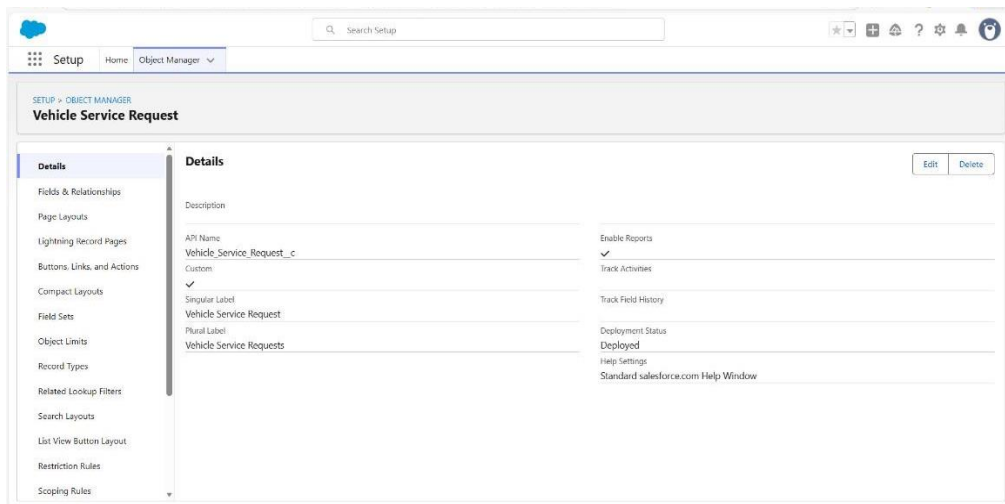 Search Setup
Setup Home Object Manager
SETUP > OBJECT MANAGER
Vehicle Service Request
Details
Fields & Relationships
Page Layouts
Lightning Record Pages
Buttons, Links, and Actions
Compact Layouts
Field Sets
Object Limits
Record Types
Related Lookup Filters
Search Layouts
List View Button Layout
Restriction Rules
Scoping Rules
Details
Edit Delete
Description
API Name
Vehicle_Service_Request__c
Custom
Singular Label
Vehicle Service Request
Plural Label
Vehicle Service Requests
Enable Reports
Track Activities
Track Field History
Deployment Status
Deployed
Help Settings
Standard salesforce.com Help Window